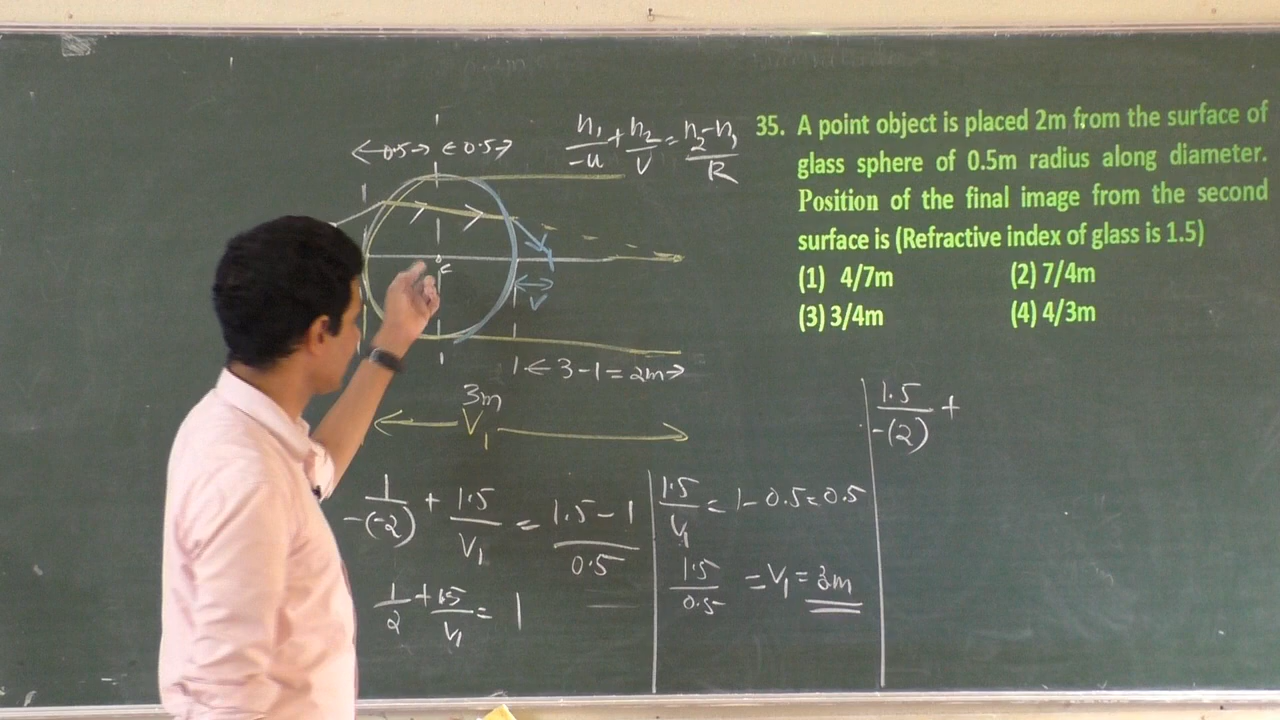 35. A point object is placed 2m from the surface of
glass sphere of 0.5m radius along diameter.
Position of the final image from the second
surface is (Refractive index of glass is 1.5)
(1) 4/7m (2) 7/4m
(3) 3/4m (4) 4/3m
n₁/-u + n₂/v = n₂-n₁/R
0.5 0.5
c
v
3-1=2m
3m
V₁
1/-(-2) + 1.5/V₁ = 1.5-1/0.5
1/2 + 1.5/V₁ = 1
1.5/V₁ = 1-0.5=0.5
1.5/0.5 = V₁ = 3m
1.5/-(2) +